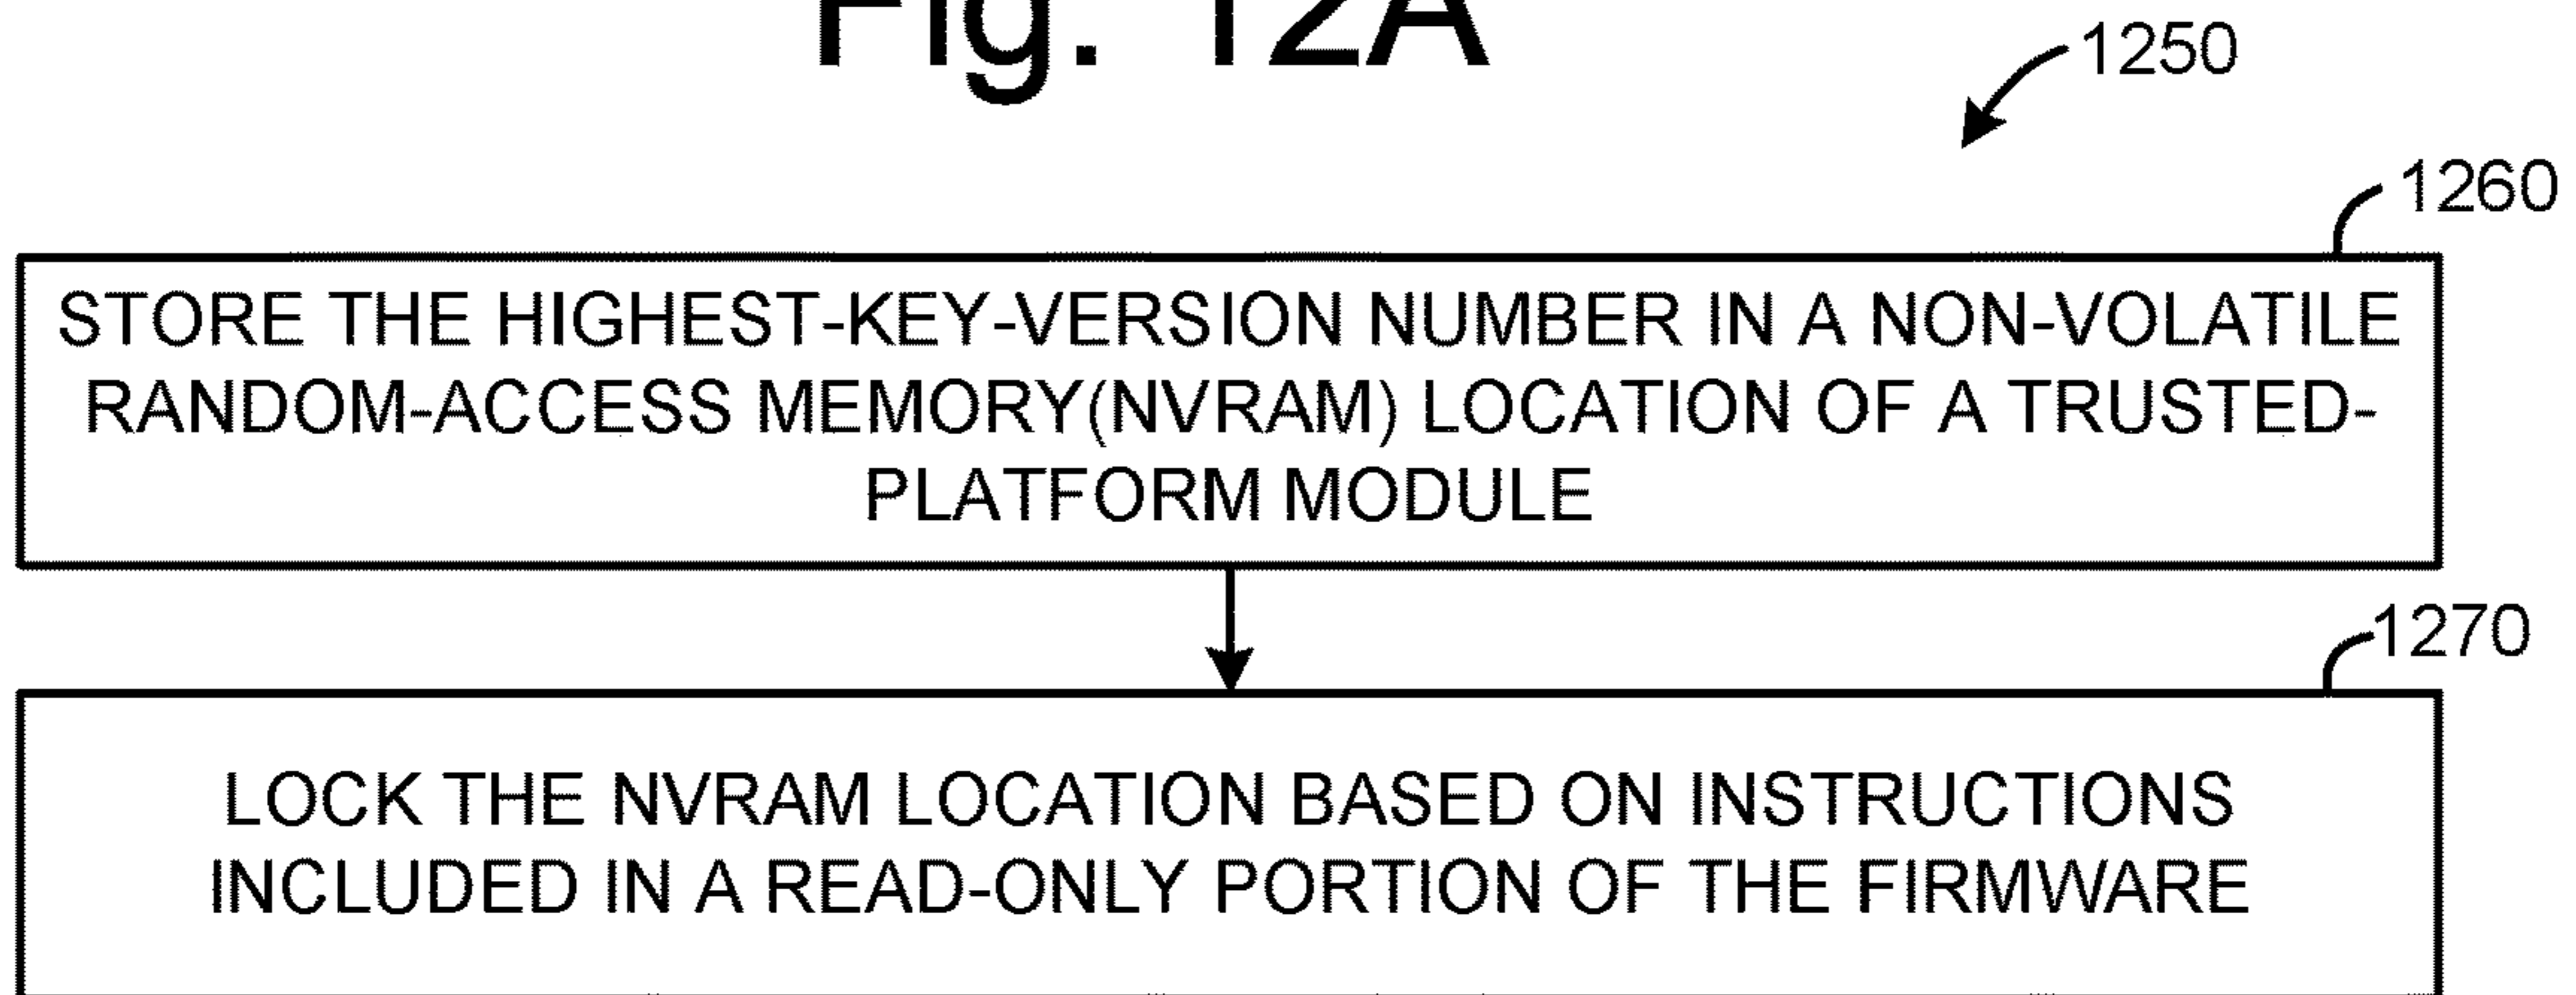 Fig. 12A
1250
1260
STORE THE HIGHEST-KEY-VERSION NUMBER IN A NON-VOLATILE
RANDOM-ACCESS MEMORY(NVRAM) LOCATION OF A TRUSTED-
PLATFORM MODULE
1270
LOCK THE NVRAM LOCATION BASED ON INSTRUCTIONS
INCLUDED IN A READ-ONLY PORTION OF THE FIRMWARE